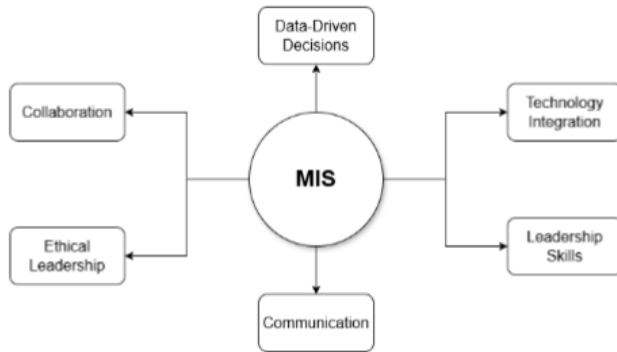 Data-Driven
Decisions
Collaboration
Technology
Integration
MIS
Ethical
Leadership
Leadership
Skills
Communication